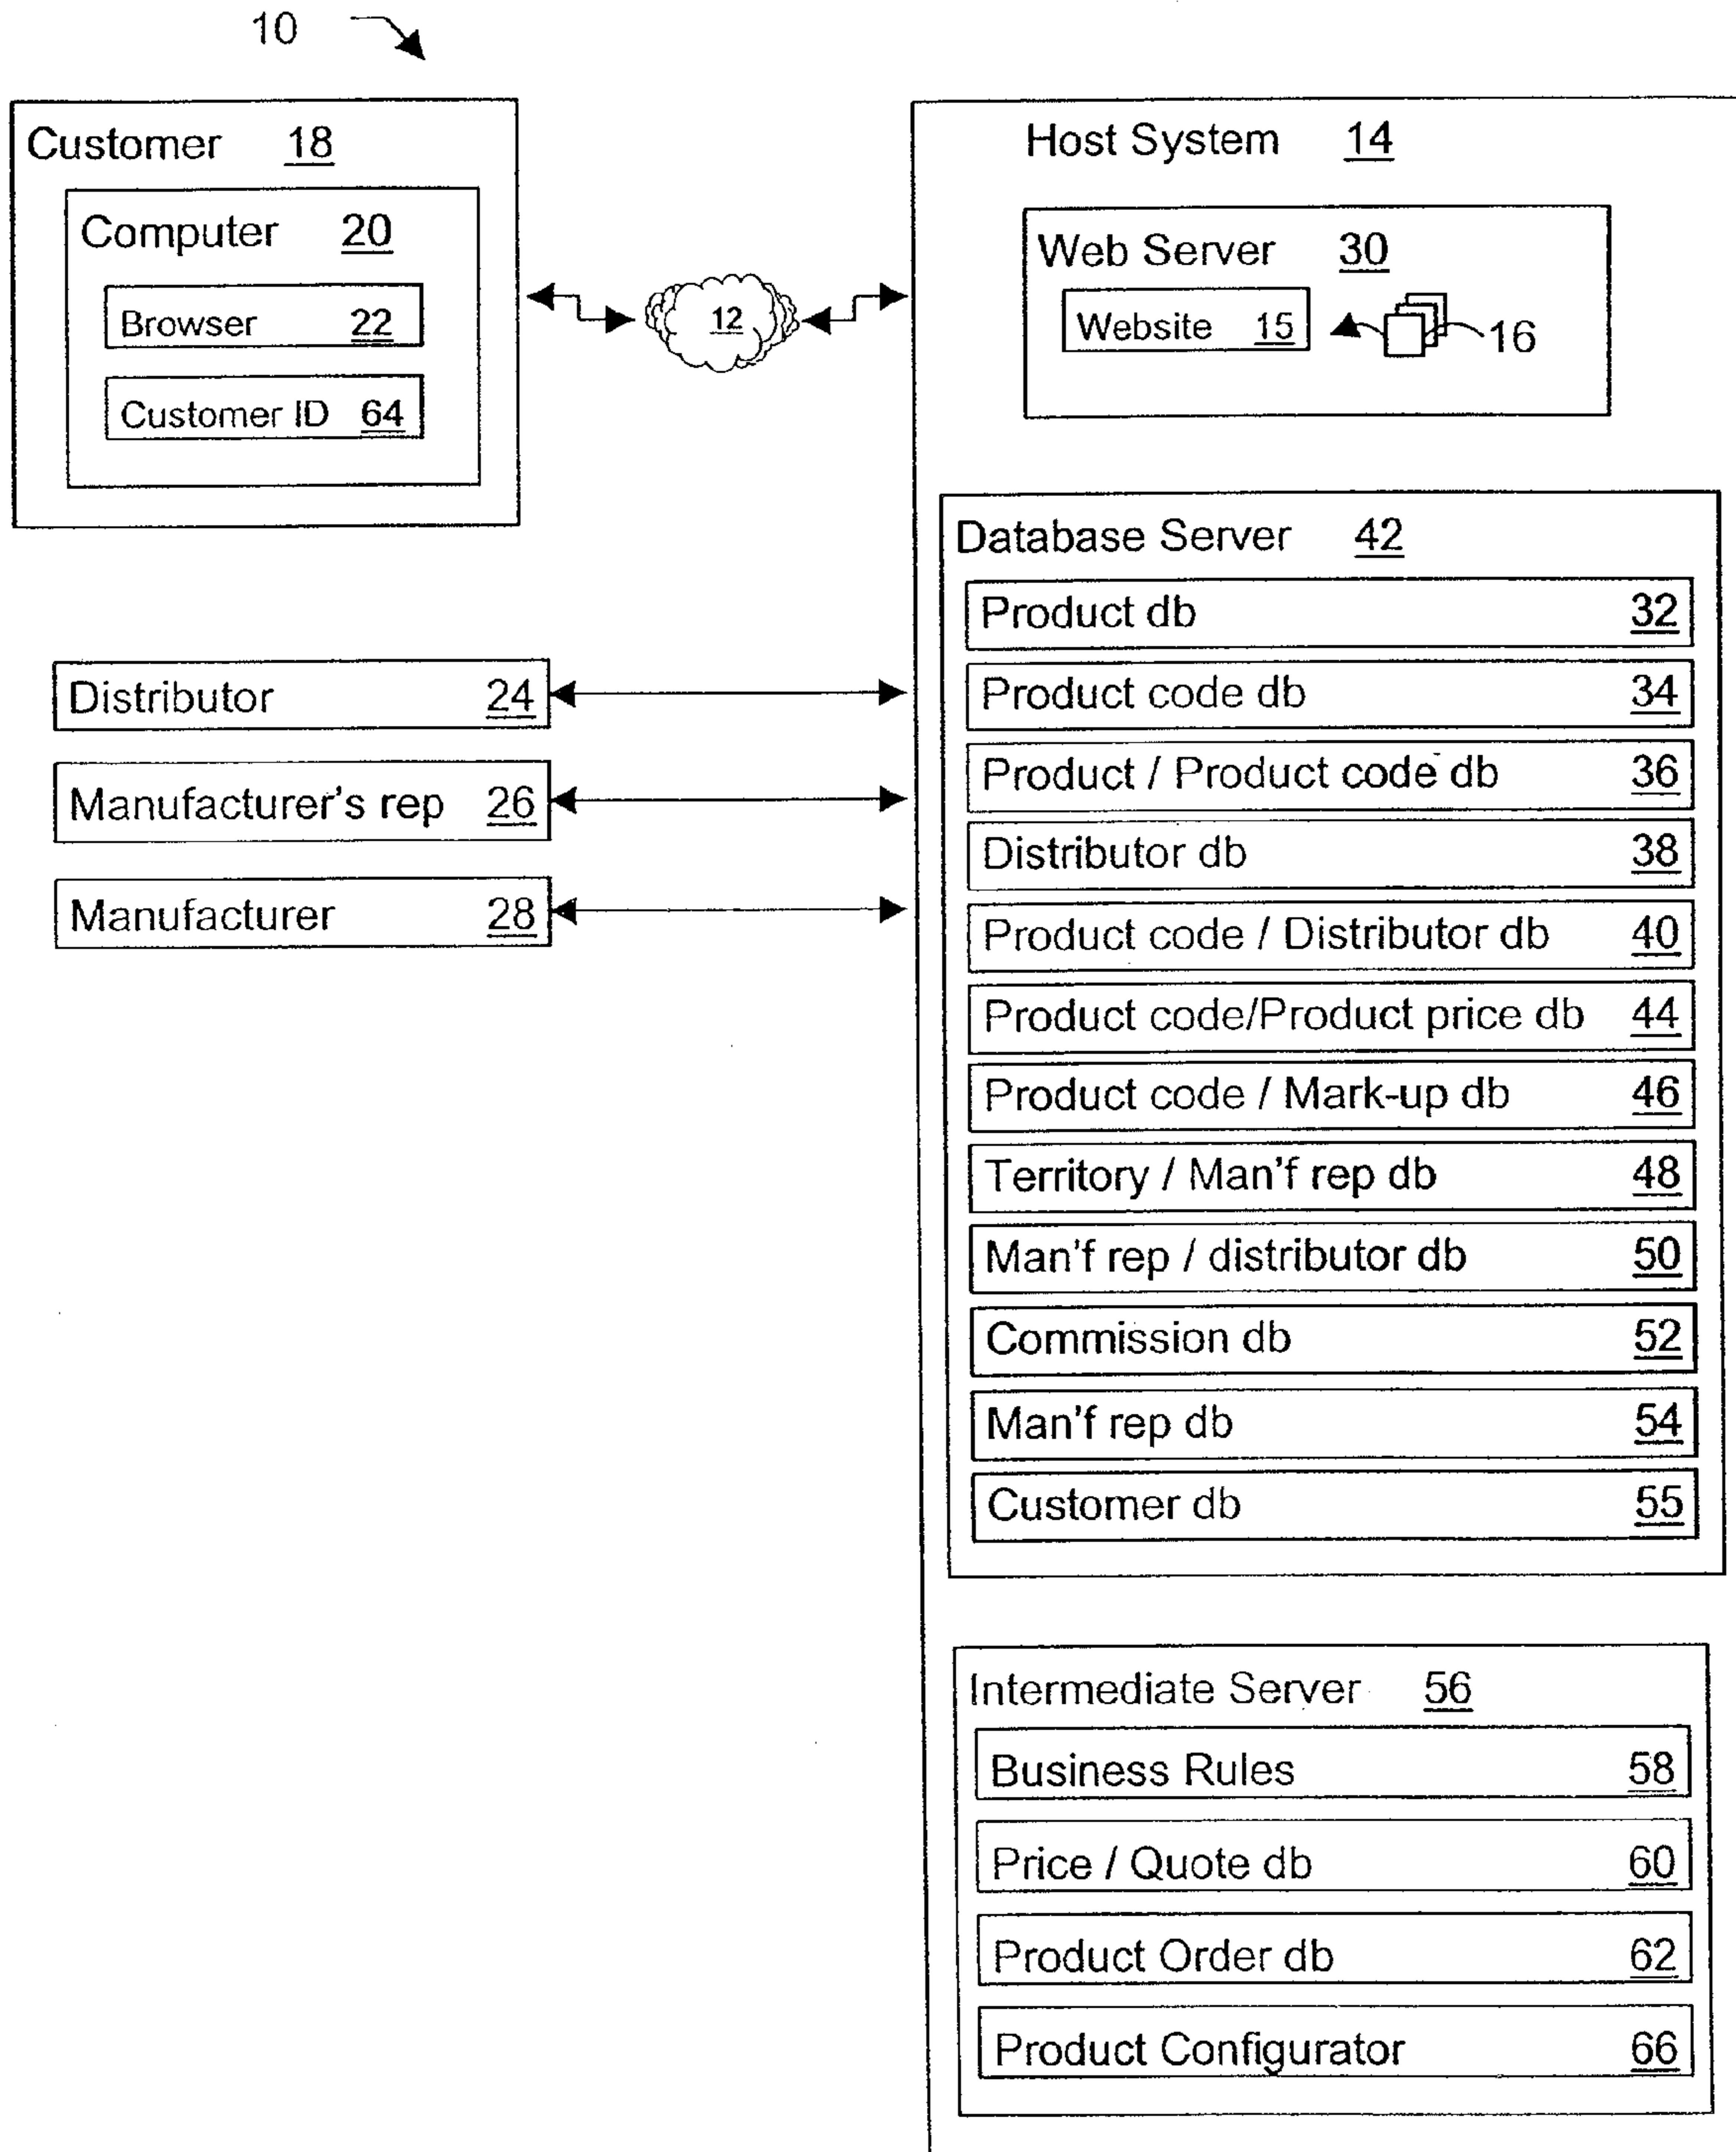 10
Customer 18
Computer 20
Browser 22
Customer ID 64
12
Host System 14
Web Server 30
Website 15
16
Distributor 24
Manufacturer's rep 26
Manufacturer 28
Database Server 42
Product db 32
Product code db 34
Product / Product code db 36
Distributor db 38
Product code / Distributor db 40
Product code/Product price db 44
Product code / Mark-up db 46
Territory / Man'f rep db 48
Man'f rep / distributor db 50
Commission db 52
Man'f rep db 54
Customer db 55
Intermediate Server 56
Business Rules 58
Price / Quote db 60
Product Order db 62
Product Configurator 66